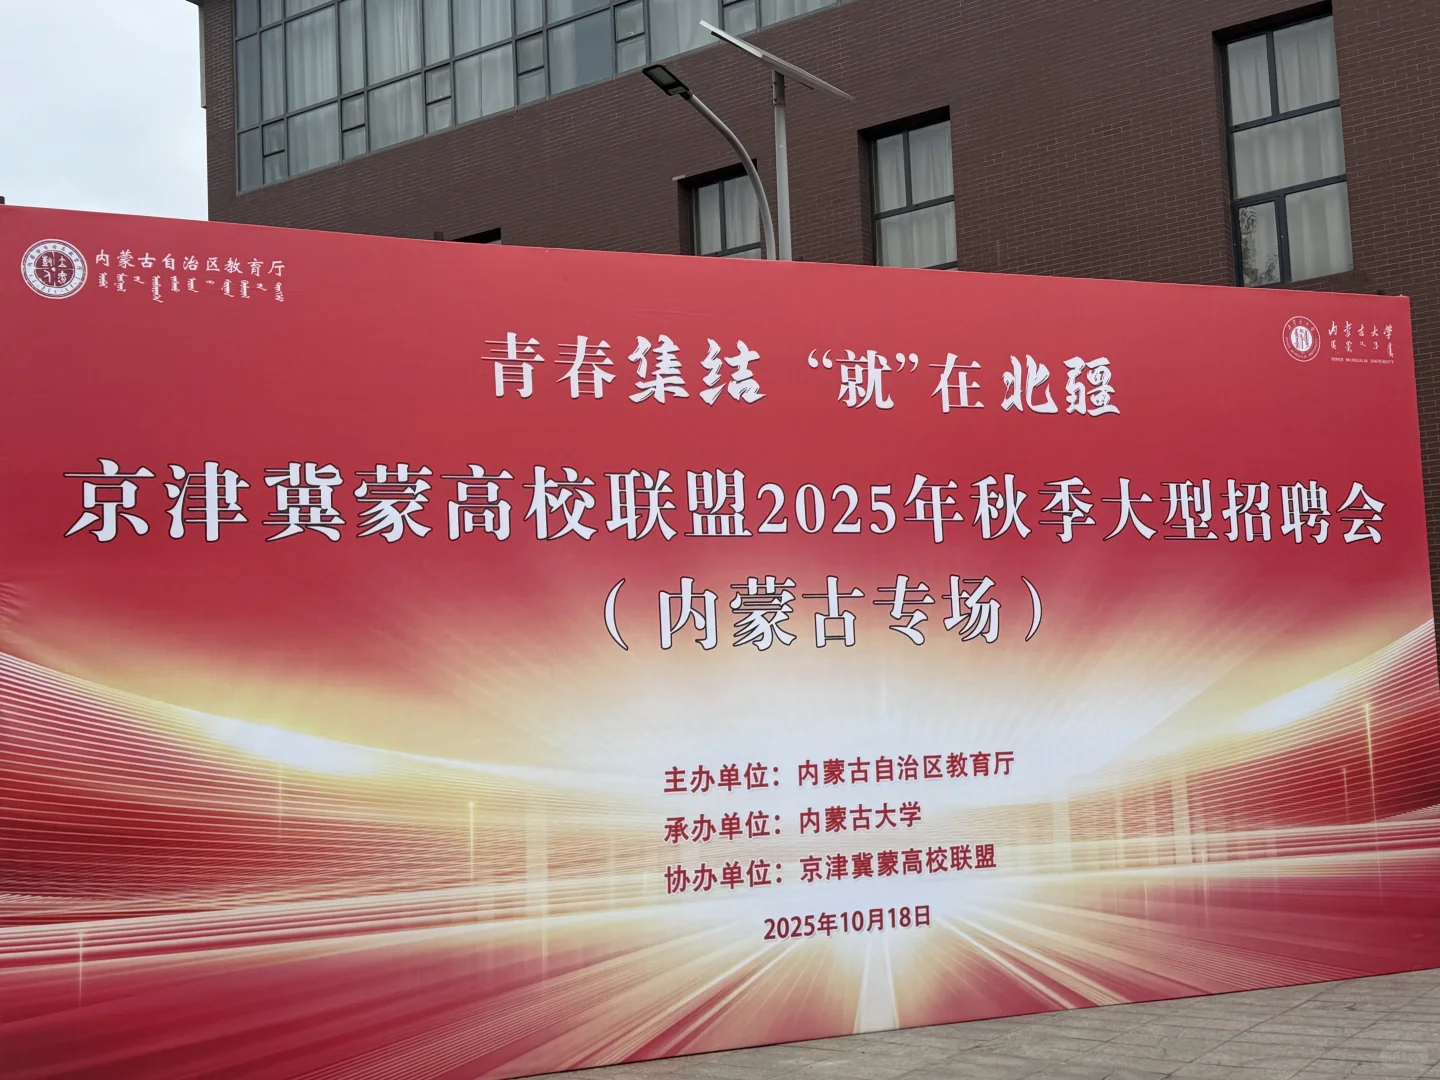 内蒙古自治区教育厅
内蒙古大学
INNER MONGOLIA UNIVERSITY
青春集结 “就”在北疆
京津冀蒙高校联盟2025年秋季大型招聘会
（内蒙古专场）
主办单位：内蒙古自治区教育厅
承办单位：内蒙古大学
协办单位：京津冀蒙高校联盟
2025年10月18日